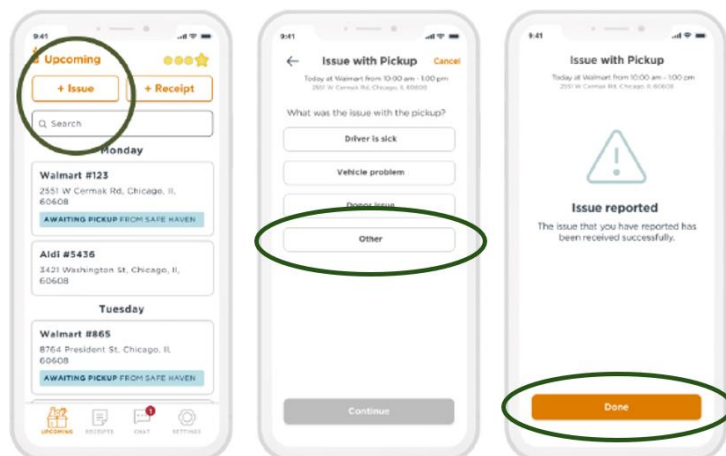 9:41
Upcoming
+ Issue
+ Receipt
Search
Monday
Walmart #123
2551 W Cermak Rd, Chicago, IL,
60608
AWAITING PICKUP FROM SAFE HAVEN
Aldi #5436
3421 Washington St, Chicago, IL,
60608
Tuesday
Walmart #865
8764 President St, Chicago, IL
60608
AWAITING PICKUP FROM SAFE HAVEN
UPCOMING
RECEIPTS
CHAT
1
SETTINGS
9:41
Issue with Pickup
Cancel
Today at Walmart from 10:00 am - 1:00 pm
2551 W Cermak Rd, Chicago, IL 60608
What was the issue with the pickup?
Driver is sick
Vehicle problem
Donor issue
Other
Continue
9:41
Issue with Pickup
Today at Walmart from 10:00 am - 1:00 pm
2551 W Cermak Rd, Chicago, IL 60608
Issue reported
The issue that you have reported has
been received successfully.
Done